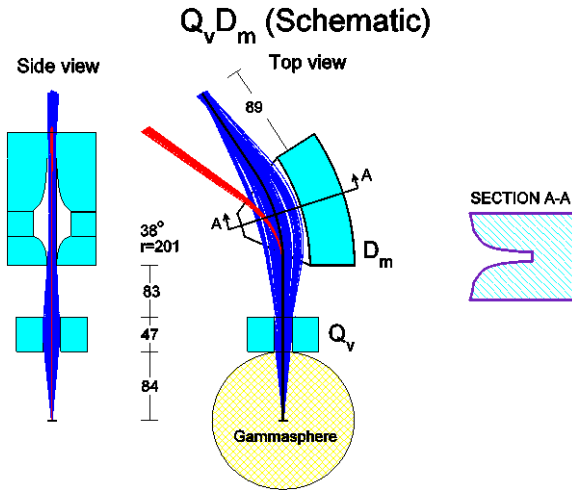 QvDm (Schematic)
Side view
Top view
89
A
A
SECTION A-A
38°
r=201
Dm
83
47
Qv
84
Gammasphere